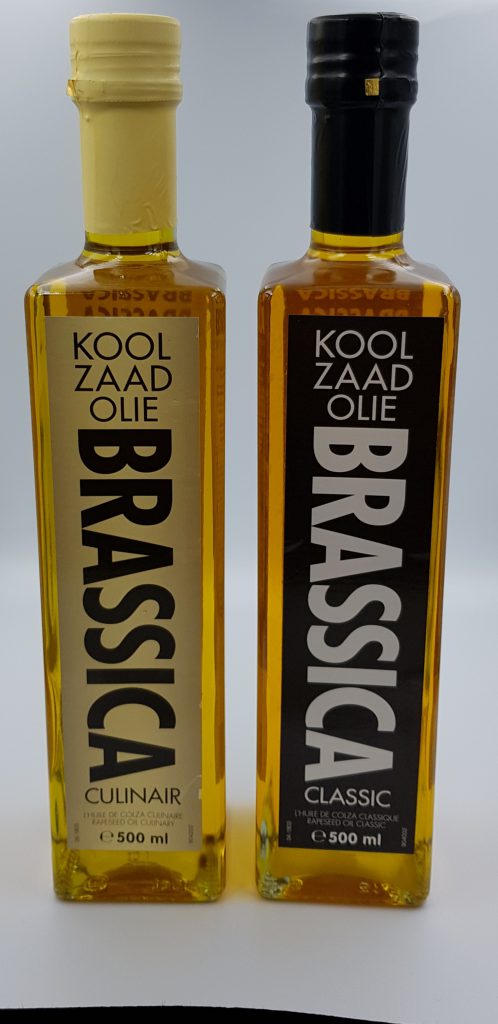 KOOL
ZAAD
OLIE
BRASSICA
CULINAIR
L'HUILE DE COLZA CULINAIRE
RAPESEED OIL CULINARY
℮ 500 ml
KOOL
ZAAD
OLIE
BRASSICA
CLASSIC
L'HUILE DE COLZA CLASSIQUE
RAPESEED OIL CLASSIC
℮ 500 ml